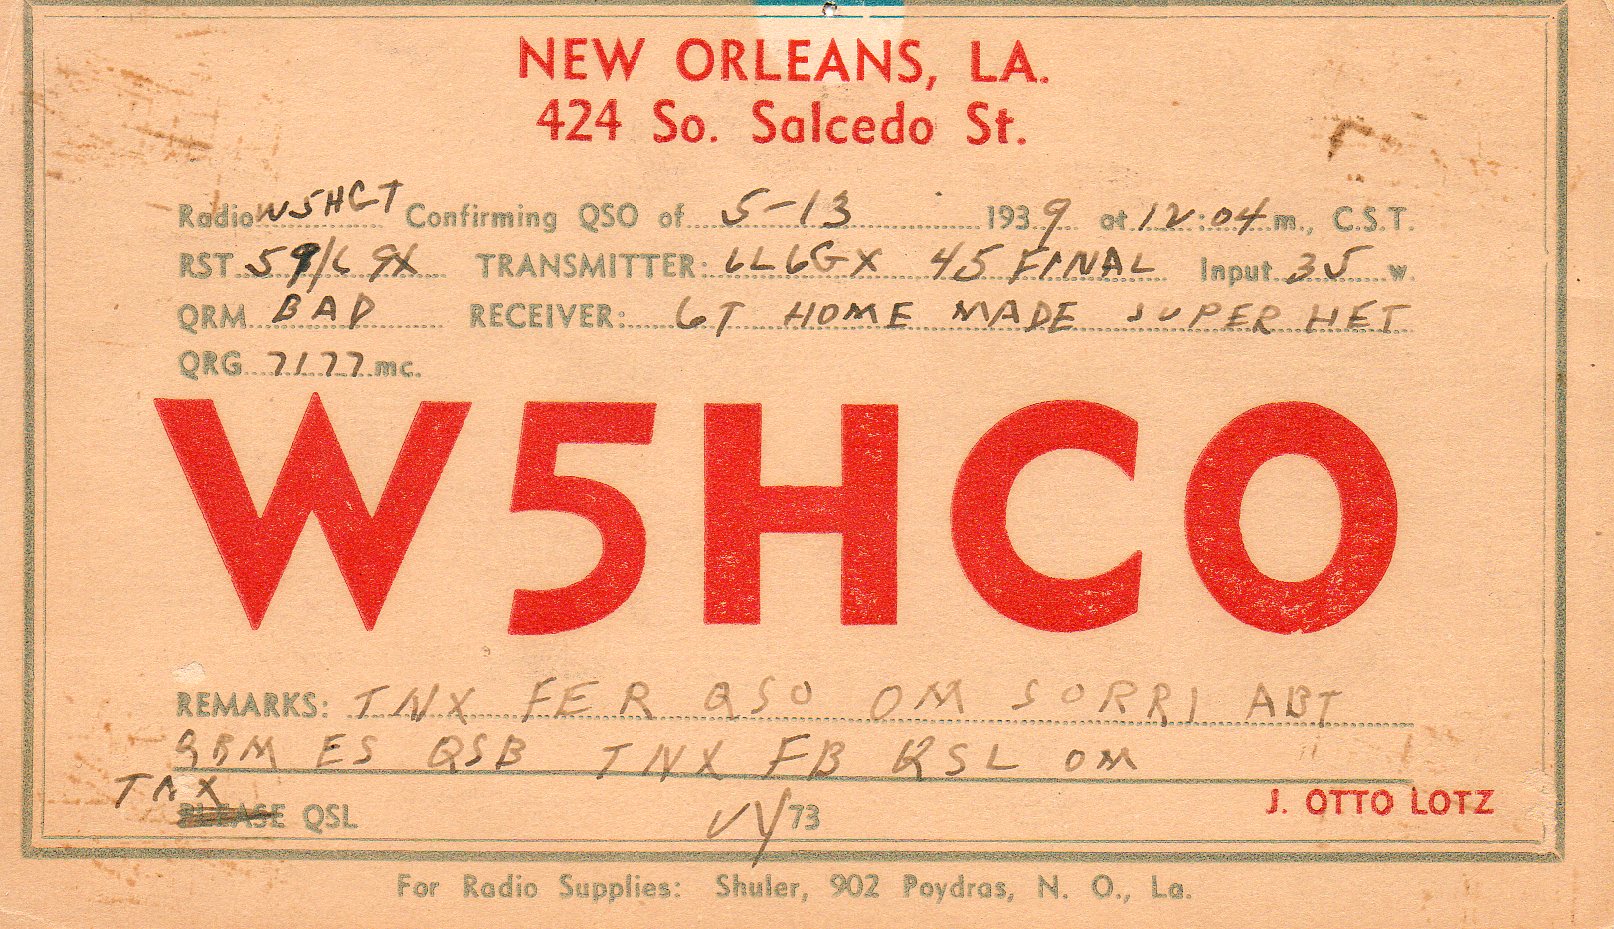 NEW ORLEANS, LA.
424 So. Salcedo St.
Radio W5HCT Confirming QSO of 5-13 1939 at 12:04 m., C.S.T.
RST 59/ 9X TRANSMITTER: 6L6GX 45 FINAL Input 35 w.
QRM BAD RECEIVER: 6T HOME MADE SUPER HET
QRG 7177 mc.
W5HCO
REMARKS: TNX FER QSO OM SORRI ABT
QRM ES QSB TNX FB QSL OM
TNX PLEASE QSL VY 73 J. OTTO LOTZ
For Radio Supplies: Shuler, 902 Poydras, N. O., La.